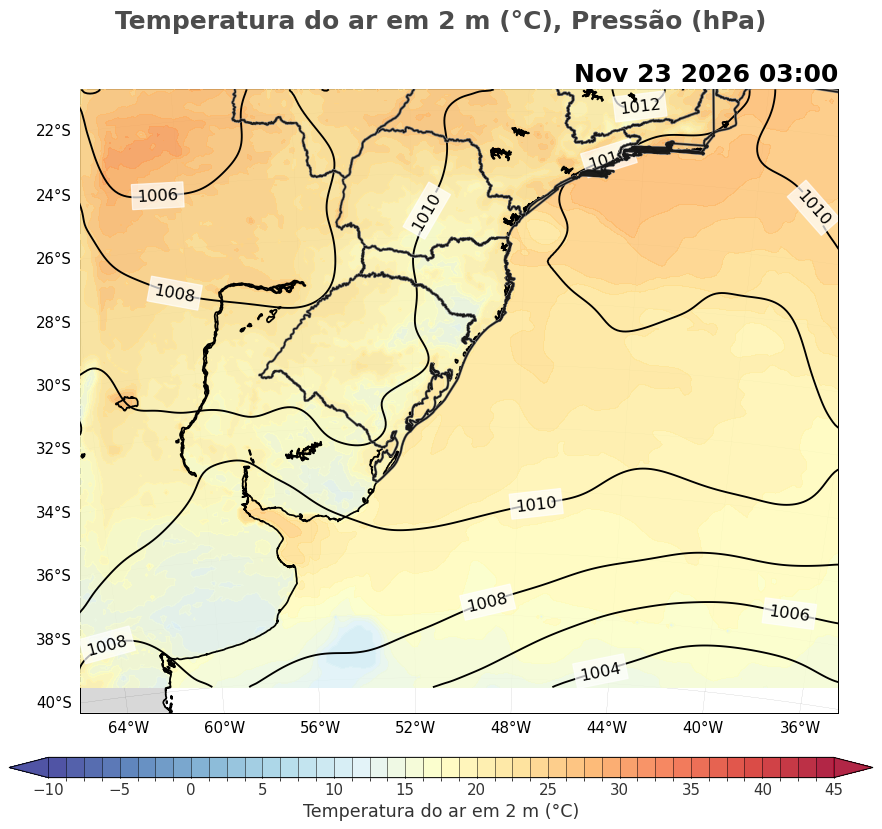 Temperatura do ar em 2 m (°C), Pressão (hPa)
Nov 23 2026 03:00
22°S
24°S
26°S
28°S
30°S
32°S
34°S
36°S
38°S
40°S
1012
1006
1010
1010
1008
1010
1008
1006
1008
1004
64°W
60°W
56°W
52°W
48°W
44°W
40°W
36°W
−10
−5
0
5
10
15
20
25
30
35
40
45
Temperatura do ar em 2 m (°C)